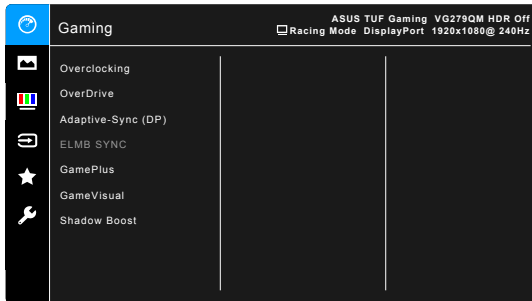 Gaming
ASUS TUF Gaming VG279QM HDR Off
Racing Mode DisplayPort 1920x1080@ 240Hz
Overclocking
OverDrive
Adaptive-Sync (DP)
ELMB SYNC
GamePlus
GameVisual
Shadow Boost